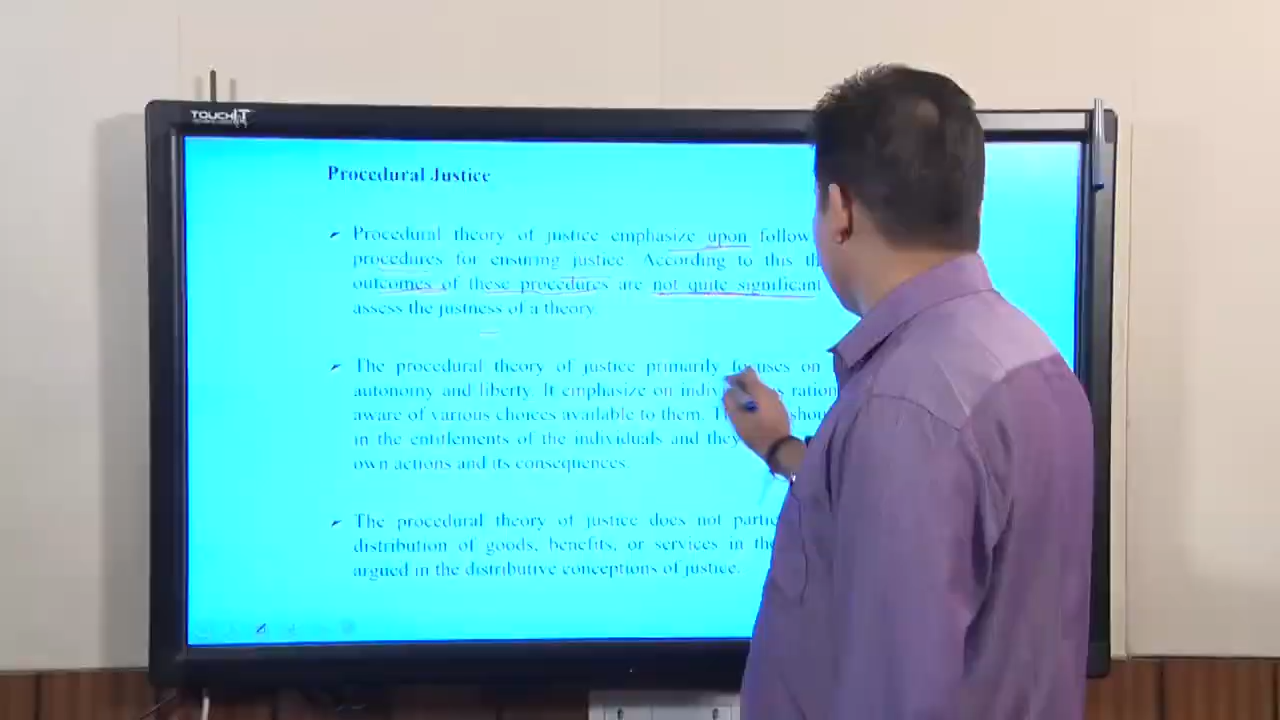 TOUCHIT
Procedural Justice
Procedural theory of justice emphasize upon follow
procedures for ensuring justice. According to this th
outcomes of these procedures are not quite significant
assess the justness of a theory.
The procedural theory of justice primarily focuses on
autonomy and liberty. It emphasize on ration
aware of various choices available to them. shou
in the entitlements of the individuals and they
own actions and its consequences.
The procedural theory of justice does not partic
distribution of goods, benefits, or services in the
argued in the distributive conceptions of justice.